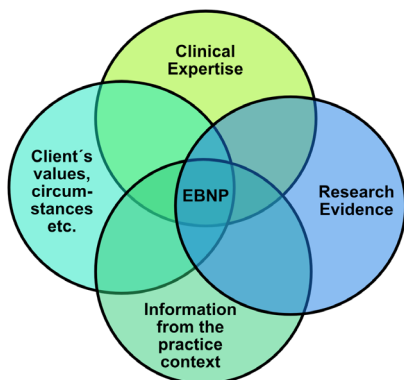 Clinical
Expertise
Client´s
values,
circum-
stances
etc.
EBNP
Research
Evidence
Information
from the
practice
context